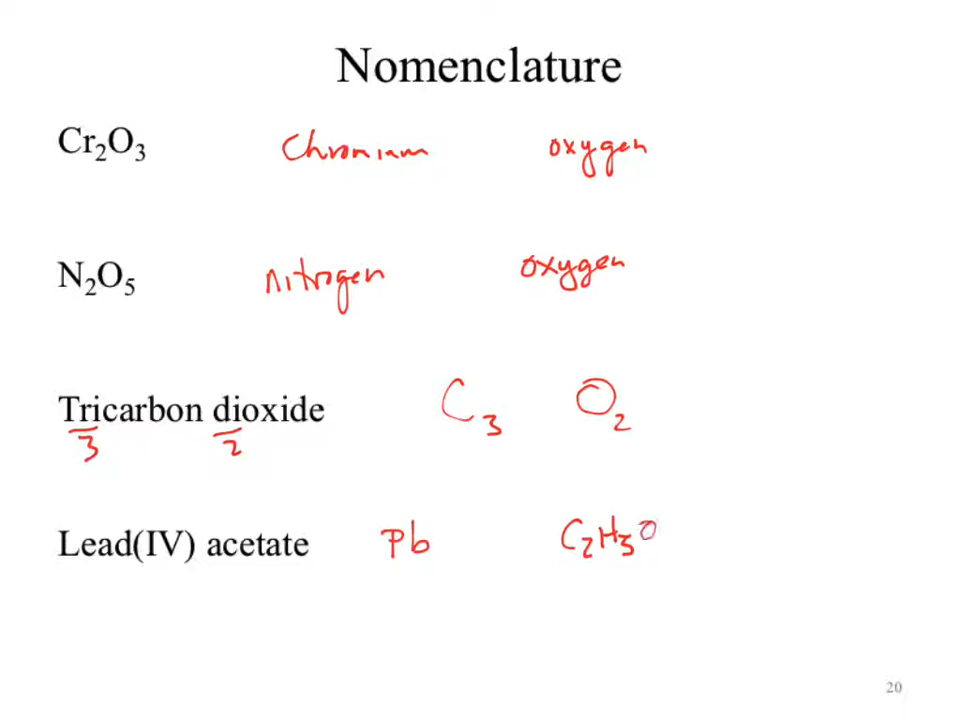 Nomenclature
Cr₂O₃ Chromium oxygen
N₂O₅ nitrogen oxygen
Tricarbon dioxide C₃ O₂
3 2
Lead(IV) acetate Pb C₂H₃O
20